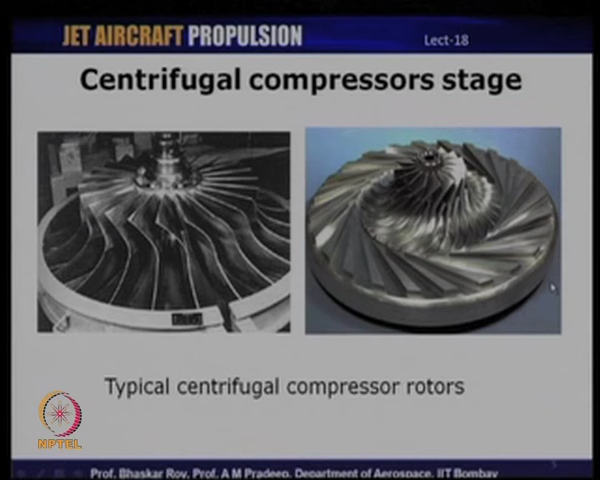 JET AIRCRAFT PROPULSION
Lect-18
Centrifugal compressors stage
Typical centrifugal compressor rotors
NPTEL
Prof. Bhaskar Roy, Prof. A M Pradeep, Department of Aerospace, IIT Bombay